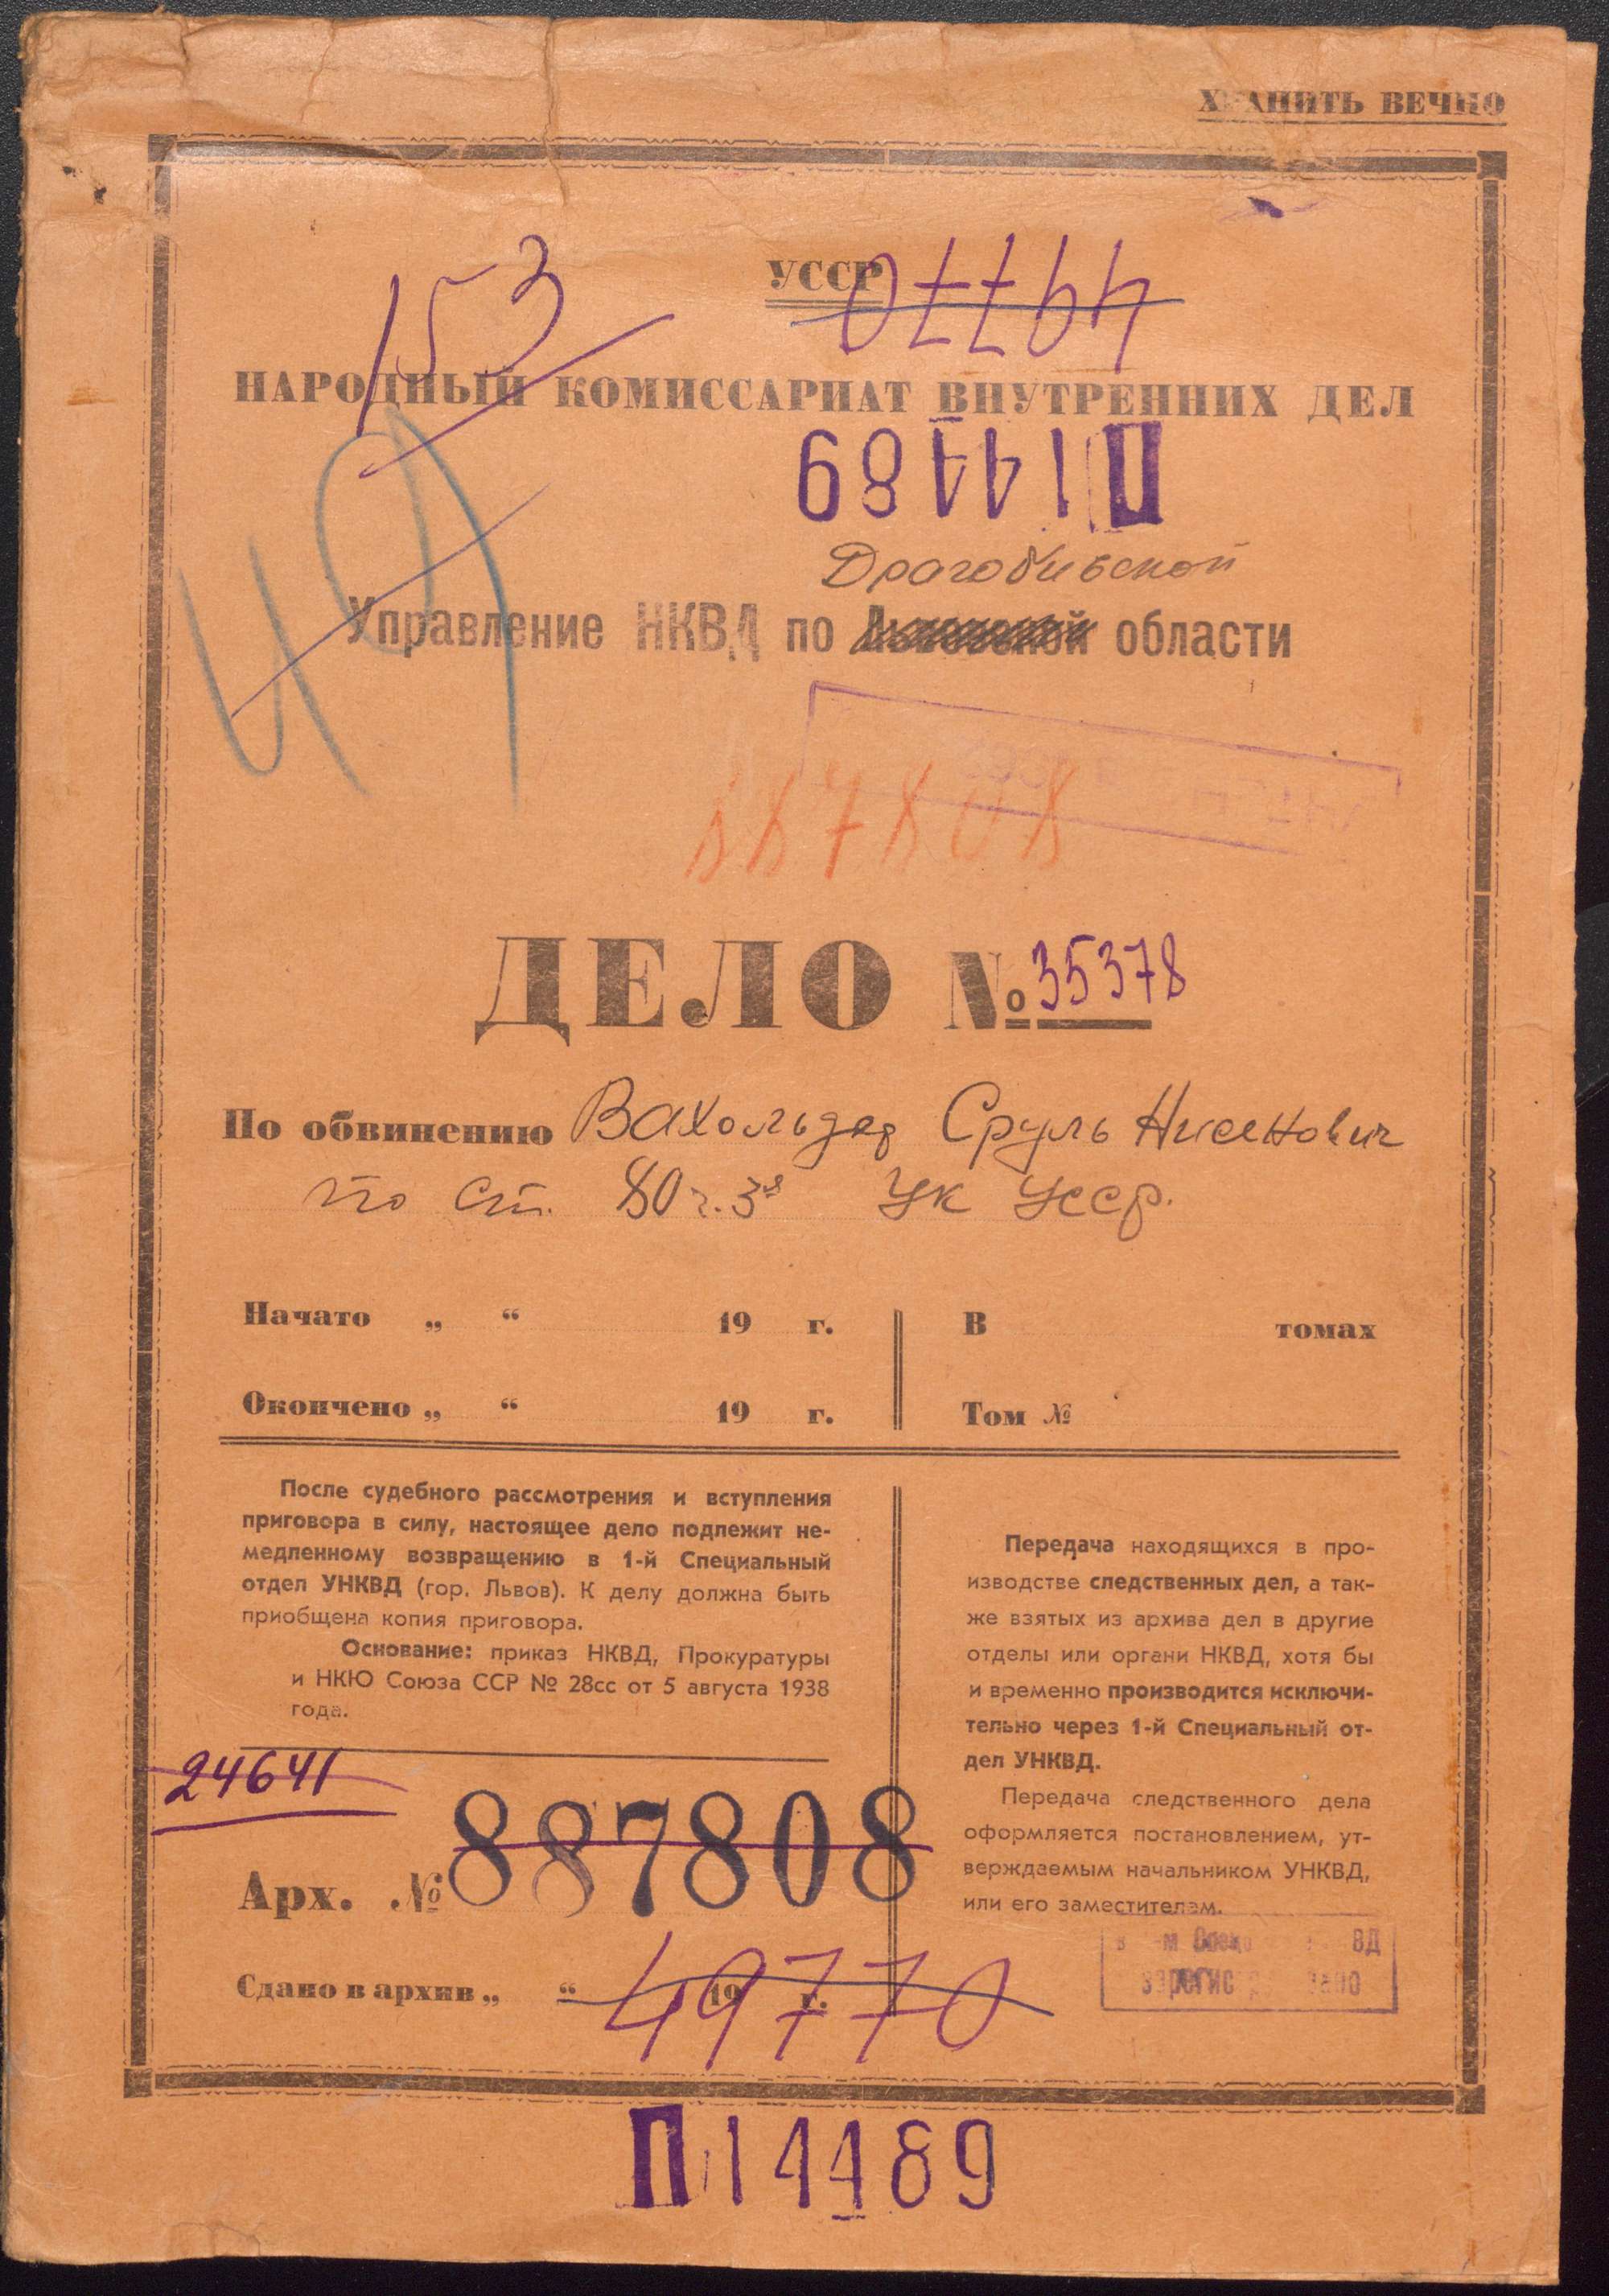 ХРАНИТЬ ВЕЧНО
153
УССР
49770
НАРОДНЫЙ КОМИССАРИАТ ВНУТРЕННИХ ДЕЛ
П 14489
Драгобичской
Управление НКВД по Львовской области
887808
ДЕЛО № 35378
По обвинению Вахольдер Сруль Нисенович
по ст. 80 ч. 3я УК УССР.
Начато „ “ 19 г.
В томах
Окончено „ “ 19 г.
Том №
После судебного рассмотрения и вступления
приговора в силу, настоящее дело подлежит не-
медленному возвращению в 1-й Специальный
отдел УНКВД (гор. Львов). К делу должна быть
приобщена копия приговора.
Основание: приказ НКВД, Прокуратуры
и НКЮ Союза ССР № 28сс от 5 августа 1938
года.
Передача находящихся в про-
изводстве следственных дел, а так-
же взятых из архива дел в другие
отделы или органи НКВД, хотя бы
и временно производится исключи-
тельно через 1-й Специальный от-
дел УНКВД.
Передача следственного дела
оформляется постановлением, ут-
верждаемым начальником УНКВД,
или его заместителем.
24641
Арх. № 887808
Сдано в архив „ “ 19 г.
49770
П 14489